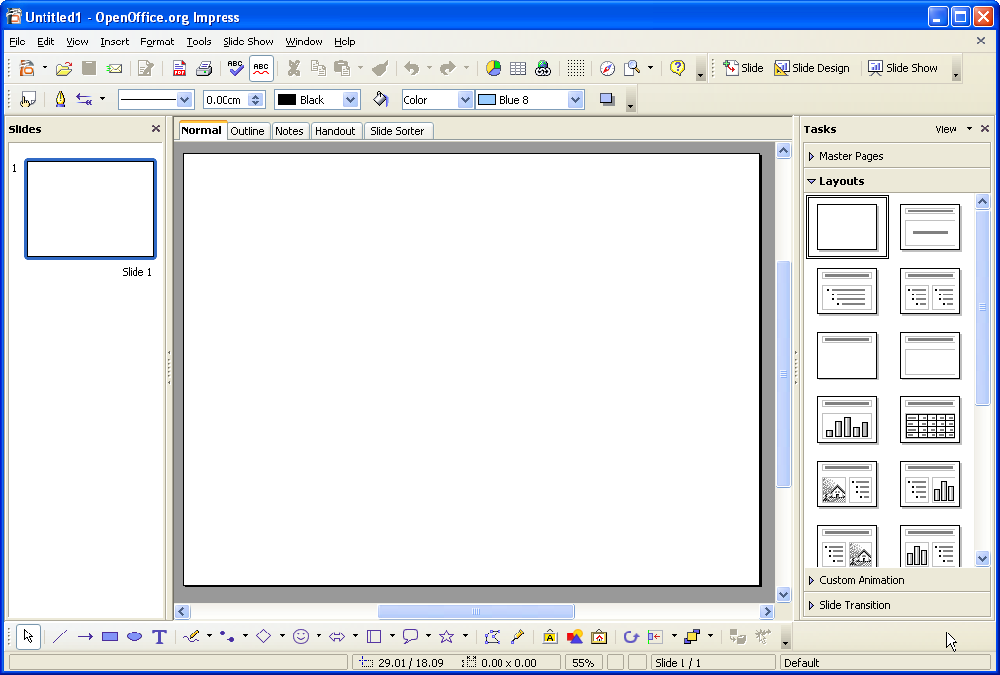 Untitled1 - OpenOffice.org Impress
File Edit View Insert Format Tools Slide Show Window Help
ABC ABC ? Slide Slide Design Slide Show
0.00cm Black Color Blue 8
Slides Normal Outline Notes Handout Slide Sorter Tasks View
Master Pages
1
Layouts
Slide 1
Custom Animation
Slide Transition
T A
29.01 / 18.09 0.00 x 0.00 55% Slide 1 / 1 Default